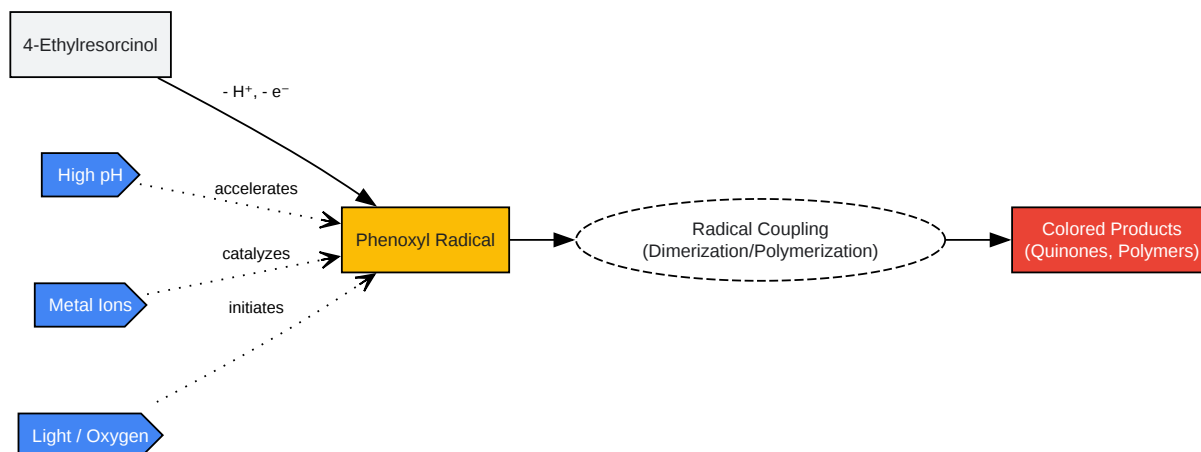 4-Ethylresorcinol
- H⁺, - e⁻
High pH
accelerates
Phenoxyl Radical
Radical Coupling
(Dimerization/Polymerization)
Colored Products
(Quinones, Polymers)
catalyzes
Metal Ions
initiates
Light / Oxygen